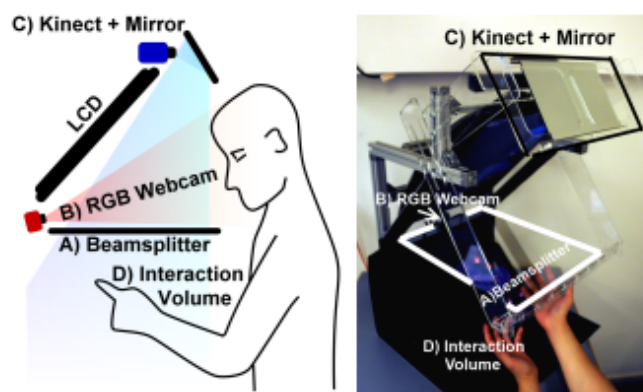 C) Kinect + Mirror
LCD
B) RGB Webcam
A) Beamsplitter
D) Interaction
Volume
C) Kinect + Mirror
B) RGB Webcam
A)Beamsplitter
D) Interaction
Volume